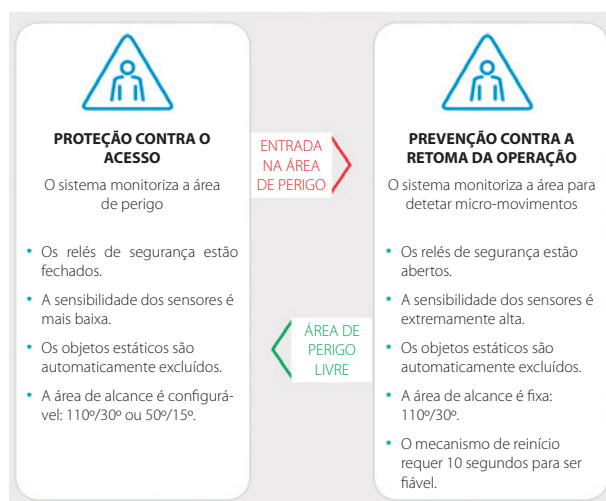 PROTEÇÃO CONTRA O
ACESSO
O sistema monitoriza a área
de perigo
• Os relés de segurança estão
fechados.
• A sensibilidade dos sensores é
mais baixa.
• Os objetos estáticos são
automaticamente excluídos.
• A área de alcance é configurá-
vel: 110º/30º ou 50º/15º.
ENTRADA
NA ÁREA
DE PERIGO
ÁREA DE
PERIGO
LIVRE
PREVENÇÃO CONTRA A
RETOMA DA OPERAÇÃO
O sistema monitoriza a área para
detetar micro-movimentos
• Os relés de segurança estão
abertos.
• A sensibilidade dos sensores é
extremamente alta.
• Os objetos estáticos são
automaticamente excluídos.
• A área de alcance é fixa:
110º/30º.
• O mecanismo de reinício
requer 10 segundos para ser
fiável.